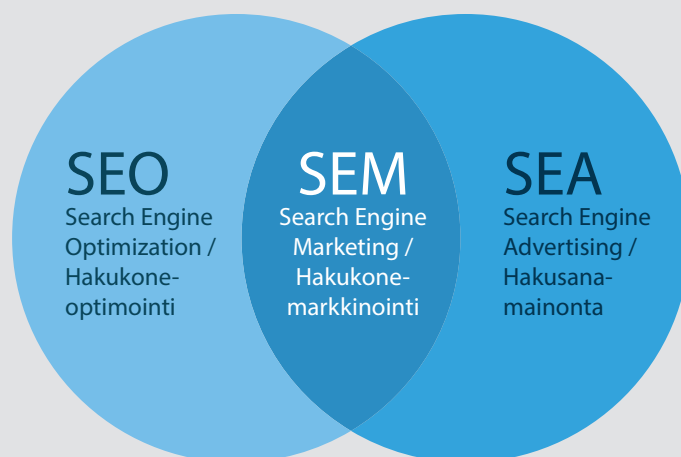 SEO
Search Engine
Optimization /
Hakukone-
optimointi
SEM
Search Engine
Marketing /
Hakukone-
markkinointi
SEA
Search Engine
Advertising /
Hakusana-
mainonta